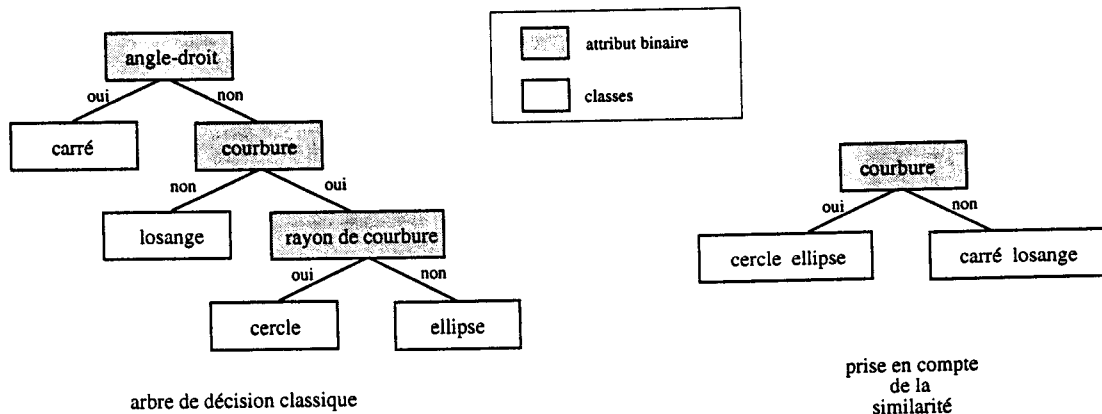 angle-droit
oui
non
carré
courbure
non
oui
losange
rayon de courbure
oui
non
cercle
ellipse
arbre de décision classique
attribut binaire
classes
courbure
oui
non
cercle ellipse
carré losange
prise en compte
de la
similarité